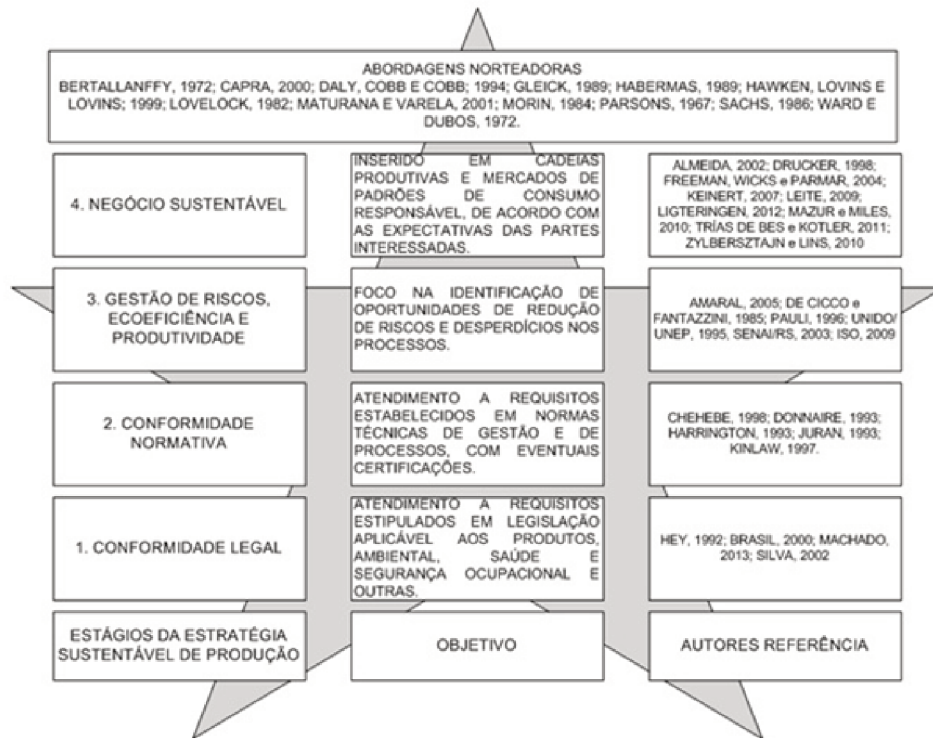 ABORDAGENS NORTEADORAS
BERTALLANFFY, 1972; CAPRA, 2000; DALY, COBB E COBB; 1994; GLEICK, 1989; HABERMAS, 1989; HAWKEN, LOVINS E
LOVINS; 1999; LOVELOCK, 1982; MATURANA E VARELA, 2001; MORIN, 1984; PARSONS, 1967; SACHS, 1986; WARD E
DUBOS, 1972.
4. NEGÓCIO SUSTENTÁVEL
INSERIDO EM CADEIAS
PRODUTIVAS E MERCADOS DE
PADRÕES DE CONSUMO
RESPONSÁVEL, DE ACORDO COM
AS EXPECTATIVAS DAS PARTES
INTERESSADAS.
ALMEIDA, 2002; DRUCKER, 1998;
FREEMAN, WICKS e PARMAR, 2004;
KEINERT, 2007; LEITE, 2009;
LIGTERINGEN, 2012; MAZUR e MILES,
2010; TRÍAS DE BES e KOTLER, 2011;
ZYLBERSZTAJN e LINS, 2010
3. GESTÃO DE RISCOS,
ECOEFICIÊNCIA E
PRODUTIVIDADE
FOCO NA IDENTIFICAÇÃO DE
OPORTUNIDADES DE REDUÇÃO
DE RISCOS E DESPERDÍCIOS NOS
PROCESSOS.
AMARAL, 2005; DE CICCO e
FANTAZZINI, 1985; PAULI, 1996; UNIDO/
UNEP, 1995, SENAI/RS, 2003; ISO, 2009
2. CONFORMIDADE
NORMATIVA
ATENDIMENTO A REQUISITOS
ESTABELECIDOS EM NORMAS
TÉCNICAS DE GESTÃO E DE
PROCESSOS, COM EVENTUAIS
CERTIFICAÇÕES.
CHEHEBE, 1998; DONNAIRE, 1993;
HARRINGTON, 1993; JURAN, 1993;
KINLAW, 1997.
1. CONFORMIDADE LEGAL
ATENDIMENTO A REQUISITOS
ESTIPULADOS EM LEGISLAÇÃO
APLICÁVEL AOS PRODUTOS,
AMBIENTAL, SAÚDE E
SEGURANÇA OCUPACIONAL E
OUTRAS.
HEY, 1992; BRASIL, 2000; MACHADO,
2013; SILVA, 2002
ESTÁGIOS DA ESTRATÉGIA
SUSTENTÁVEL DE PRODUÇÃO
OBJETIVO
AUTORES REFERÊNCIA